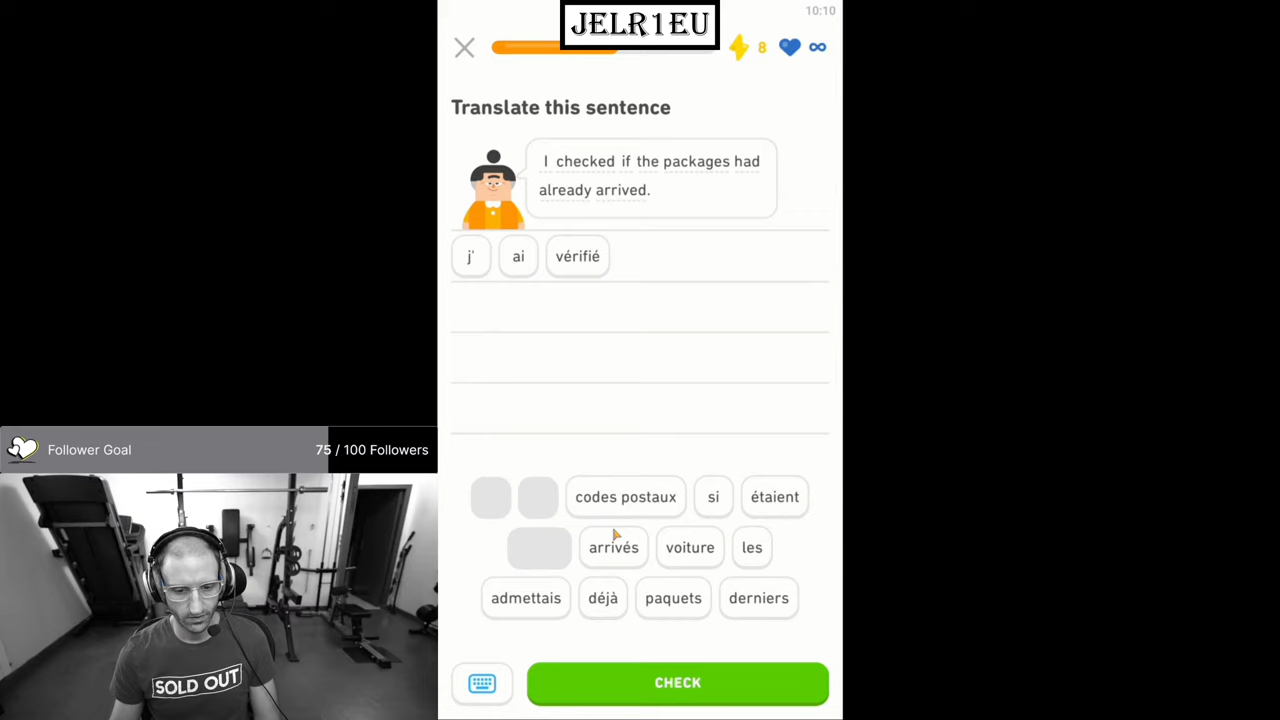 10:10
JELR1EU
8 ∞
Translate this sentence
I checked if the packages had
already arrived.
j' ai vérifié
Follower Goal 75 / 100 Followers
codes postaux si étaient
arrivés voiture les
admettais déjà paquets derniers
SOLD OUT
CHECK